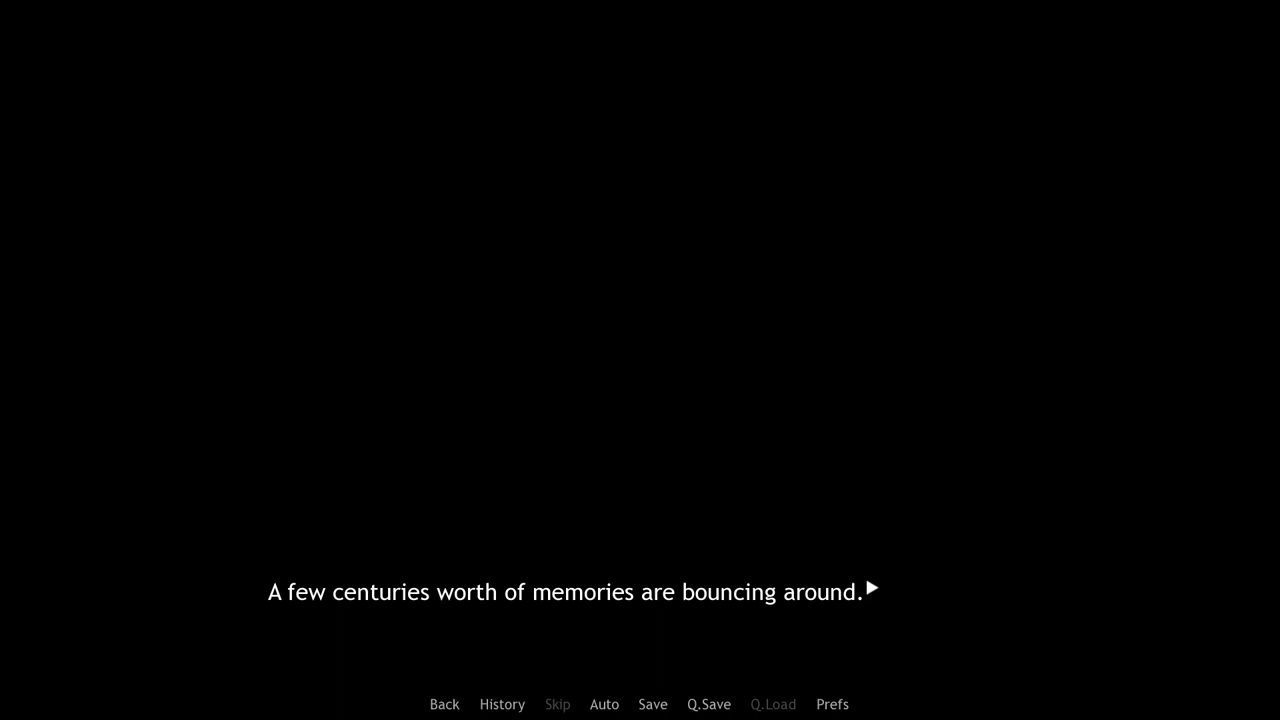 A few centuries worth of memories are bouncing around.
Back History Skip Auto Save Q.Save Q.Load Prefs